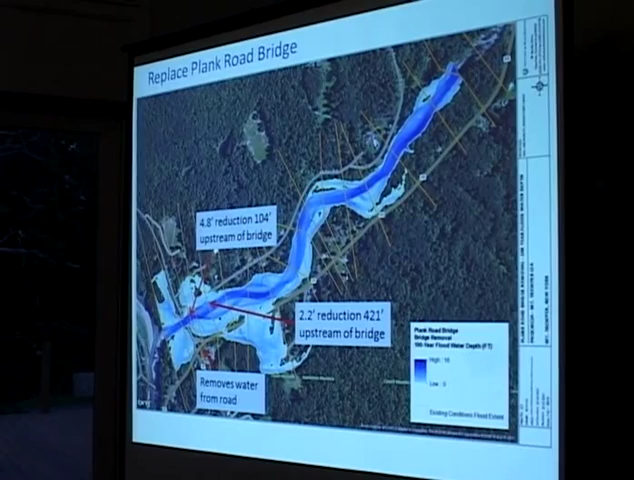 Replace Plank Road Bridge
4.8' reduction 104'
upstream of bridge
2.2' reduction 421'
upstream of bridge
Removes water
from road
Plank Road Bridge
Bridge Removal
100-Year Flood Water Depth (FT)
High : 16
Low : 0
Existing Conditions Flood Extent
bing